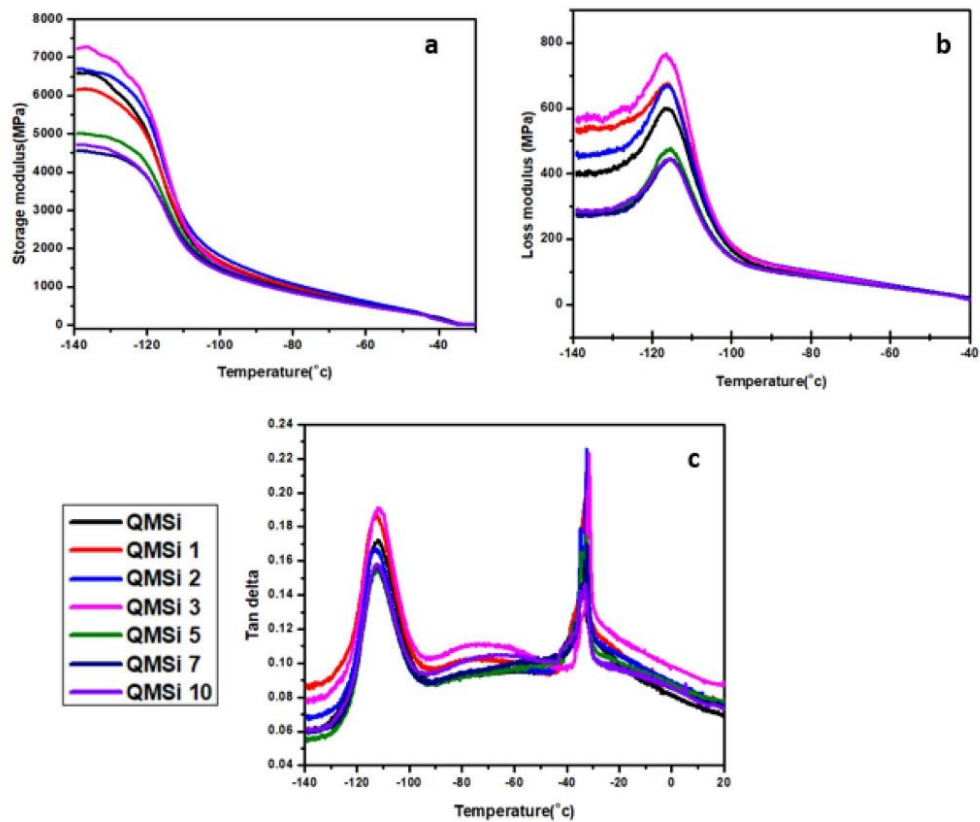 a
8000
7000
6000
5000
4000
3000
2000
1000
0
Storage modulus(MPa)
-140 -120 -100 -80 -60 -40
Temperature(°c)
b
800
600
400
200
0
Loss modulus (MPa)
-140 -120 -100 -80 -60 -40
Temperature(°c)
c
0.24
0.22
0.20
0.18
0.16
0.14
0.12
0.10
0.08
0.06
0.04
Tan delta
-140 -120 -100 -80 -60 -40 -20 0 20
Temperature(°c)
QMSi
QMSi 1
QMSi 2
QMSi 3
QMSi 5
QMSi 7
QMSi 10